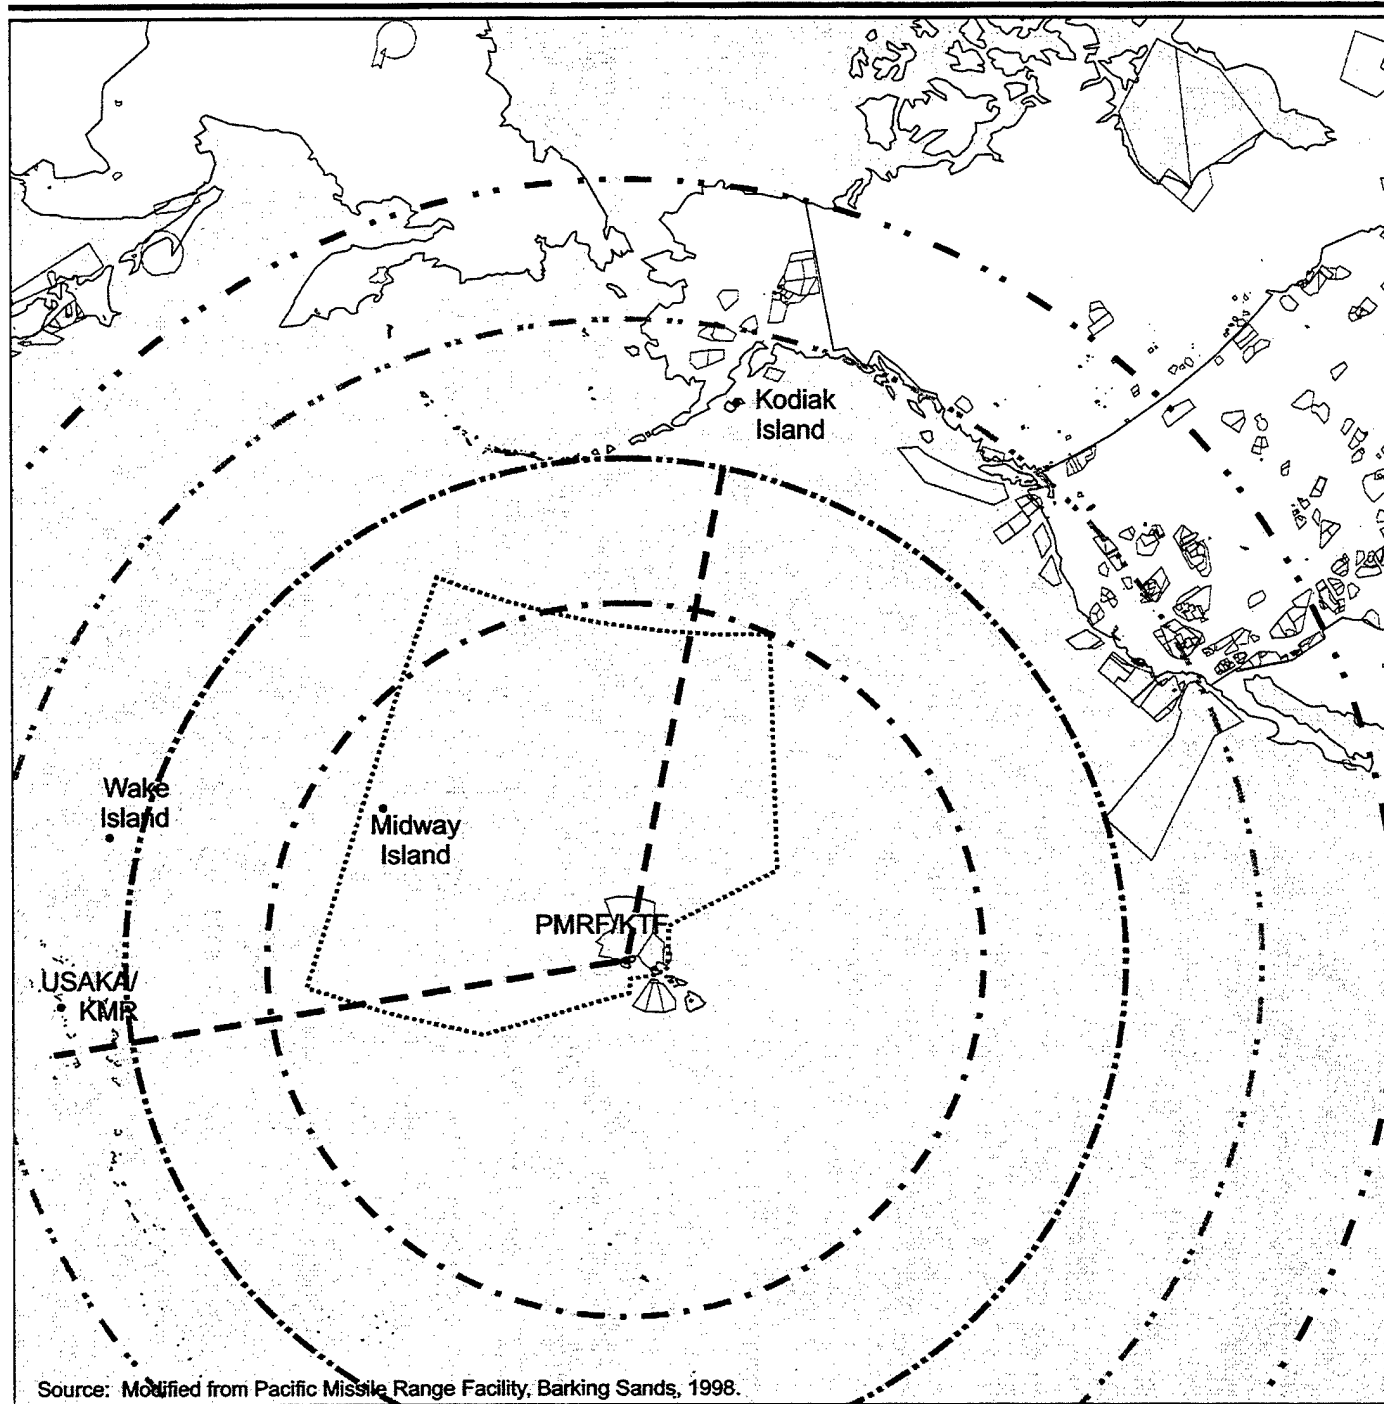 Kodiak
Island
Wake
Island
Midway
Island
PMRF/KTF
USAKA/
KMR
Source: Modified from Pacific Missile Range Facility, Barking Sands, 1998.